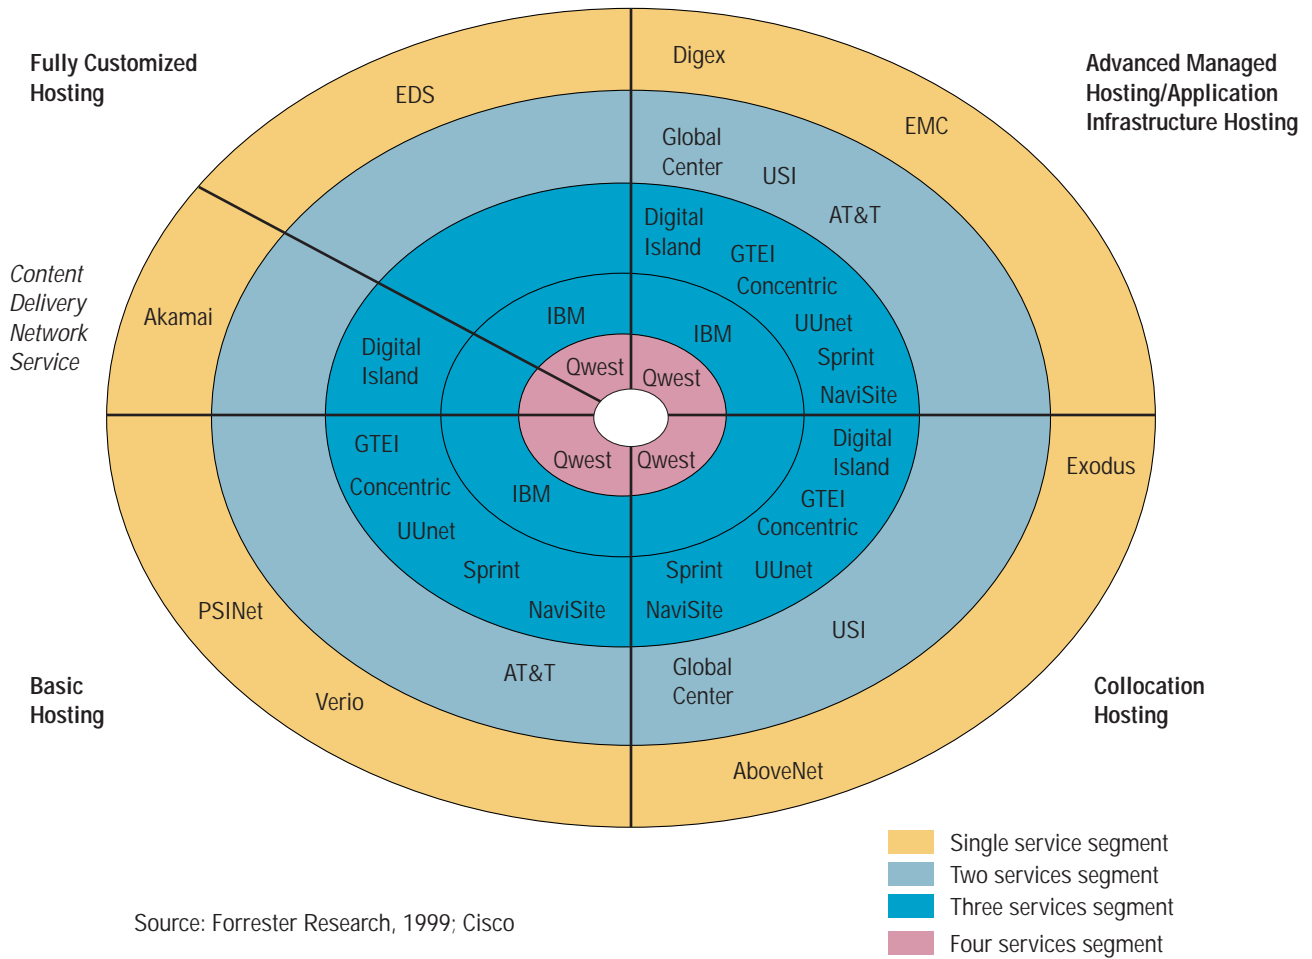 Fully Customized
Hosting
Advanced Managed
Hosting/Application
Infrastructure Hosting
Content
Delivery
Network
Service
Basic
Hosting
Collocation
Hosting
EDS
Digex
EMC
Global
Center
USI
AT&T
Digital
Island
GTEI
Concentric
UUnet
Sprint
NaviSite
IBM
IBM
Qwest
Qwest
Akamai
Digital
Island
GTEI
Concentric
UUnet
Sprint
NaviSite
IBM
Qwest
Qwest
Digital
Island
GTEI
Concentric
UUnet
Sprint
NaviSite
Exodus
USI
Global
Center
AboveNet
PSINet
Verio
AT&T
Single service segment
Two services segment
Three services segment
Four services segment
Source: Forrester Research, 1999; Cisco